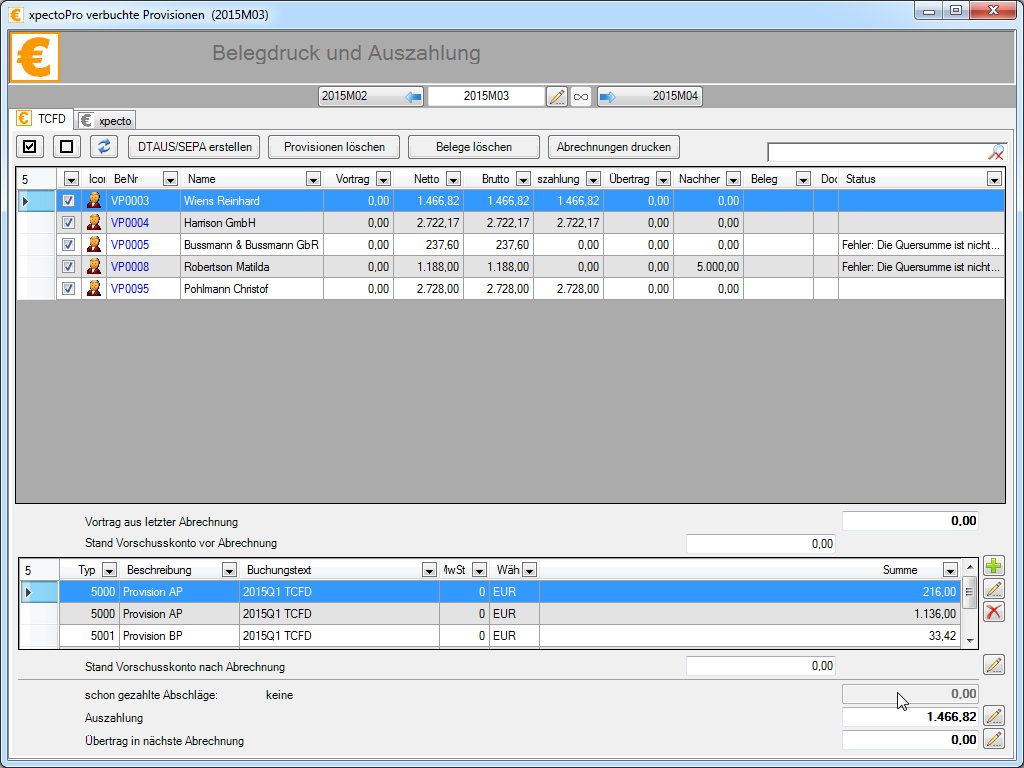 xpectoPro verbuchte Provisionen (2015M03)
Belegdruck und Auszahlung
2015M02 2015M03 2015M04
TCFD xpecto
DTAUS/SEPA erstellen Provisionen löschen Belege löschen Abrechnungen drucken
5 Icor BeNr Name Vortrag Netto Brutto szahlung Übertrag Nachher Beleg Doc Status
VP0003 Wiens Reinhard 0,00 1.466,82 1.466,82 1.466,82 0,00 0,00
VP0004 Harrison GmbH 0,00 2.722,17 2.722,17 2.722,17 0,00 0,00
VP0005 Bussmann & Bussmann GbR 0,00 237,60 237,60 0,00 0,00 0,00 Fehler: Die Quersumme ist nicht...
VP0008 Robertson Matilda 0,00 1.188,00 1.188,00 0,00 0,00 5.000,00 Fehler: Die Quersumme ist nicht...
VP0095 Pohlmann Christof 0,00 2.728,00 2.728,00 2.728,00 0,00 0,00
Vortrag aus letzter Abrechnung 0,00
Stand Vorschusskonto vor Abrechnung 0,00
5 Typ Beschreibung Buchungstext MwSt Wäh Summe
5000 Provision AP 2015Q1 TCFD 0 EUR 216,00
5000 Provision AP 2015Q1 TCFD 0 EUR 1.136,00
5001 Provision BP 2015Q1 TCFD 0 EUR 33,42
Stand Vorschusskonto nach Abrechnung 0,00
schon gezahlte Abschläge: keine 0,00
Auszahlung 1.466,82
Übertrag in nächste Abrechnung 0,00